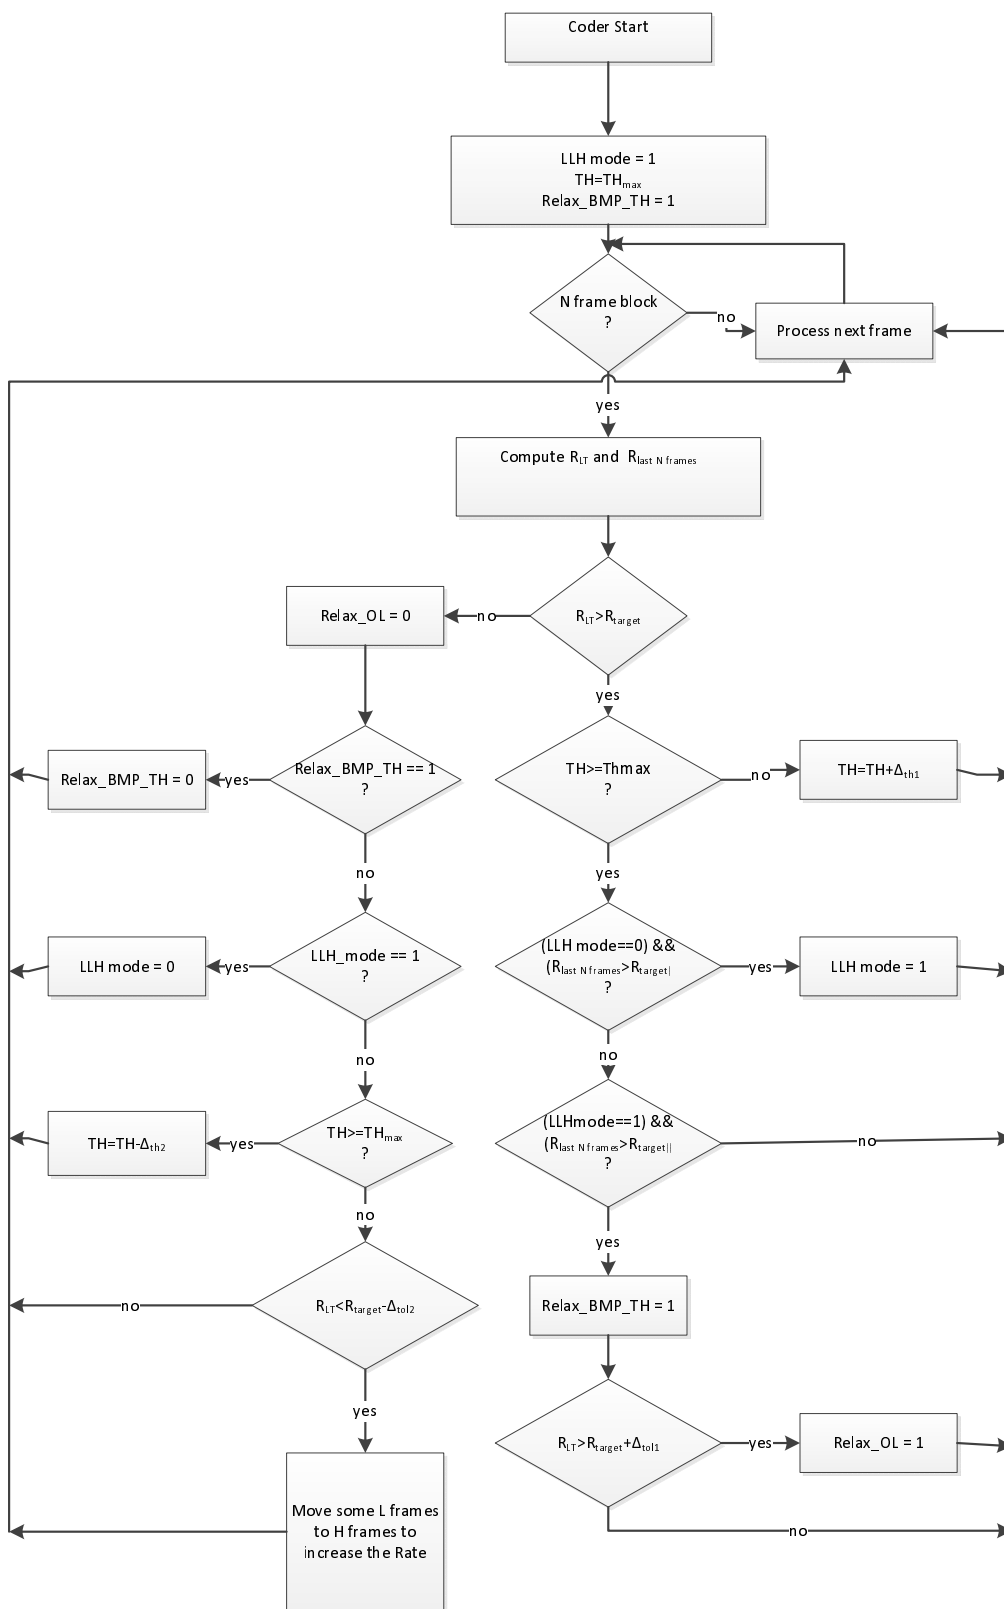 Coder Start
LLH mode = 1
TH=THmax
Relax_BMP_TH = 1
N frame block
?
no
Process next frame
yes
Compute RLT and Rlast N frames
RLT>Rtarget
no
Relax_OL = 0
yes
Relax_BMP_TH == 1
?
yes
Relax_BMP_TH = 0
TH>=Thmax
?
no
TH=TH+Δth1
no
yes
LLH_mode == 1
?
yes
LLH mode = 0
(LLH mode==0) &&
(Rlast N frames>Rtarget|
?
yes
LLH mode = 1
no
no
TH>=THmax
?
yes
TH=TH-Δth2
(LLHmode==1) &&
(Rlast N frames>Rtarget||
?
no
no
yes
RLT<Rtarget-Δtol2
no
Relax_BMP_TH = 1
yes
RLT>Rtarget+Δtol1
yes
Relax_OL = 1
Move some L frames
to H frames to
increase the Rate
no